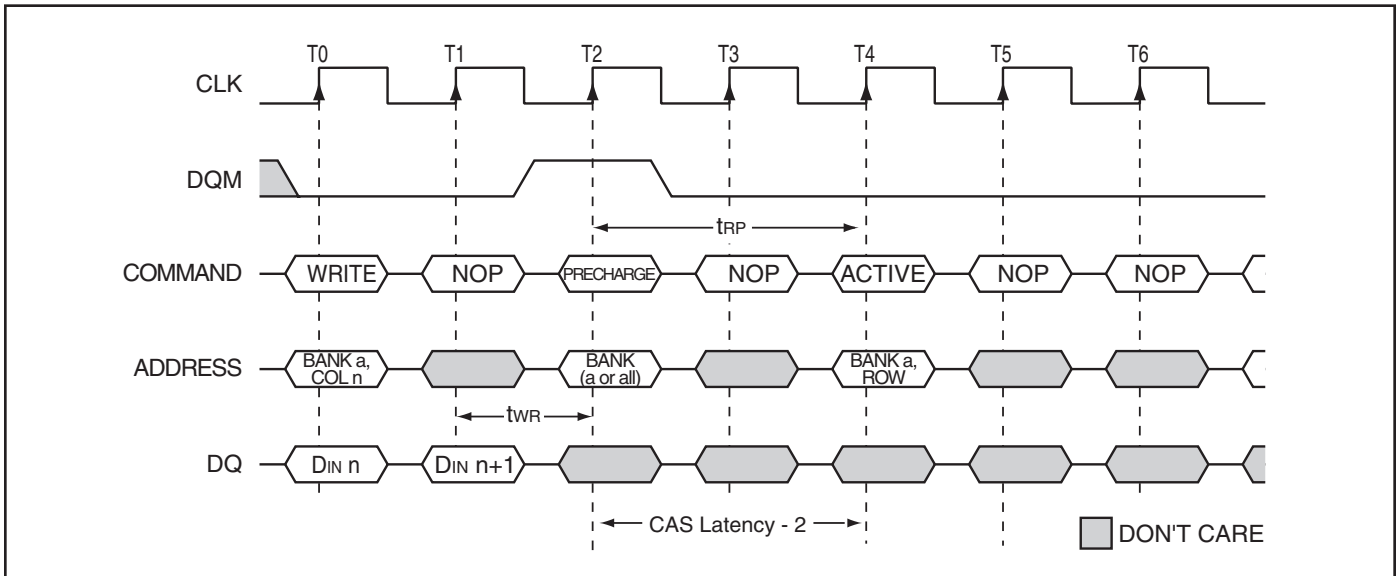 T0 T1 T2 T3 T4 T5 T6
CLK
DQM
tRP
COMMAND WRITE NOP PRECHARGE NOP ACTIVE NOP NOP
ADDRESS BANK a, COL n BANK (a or all) BANK a, ROW
tWR
DQ DIN n DIN n+1
CAS Latency - 2
DON'T CARE